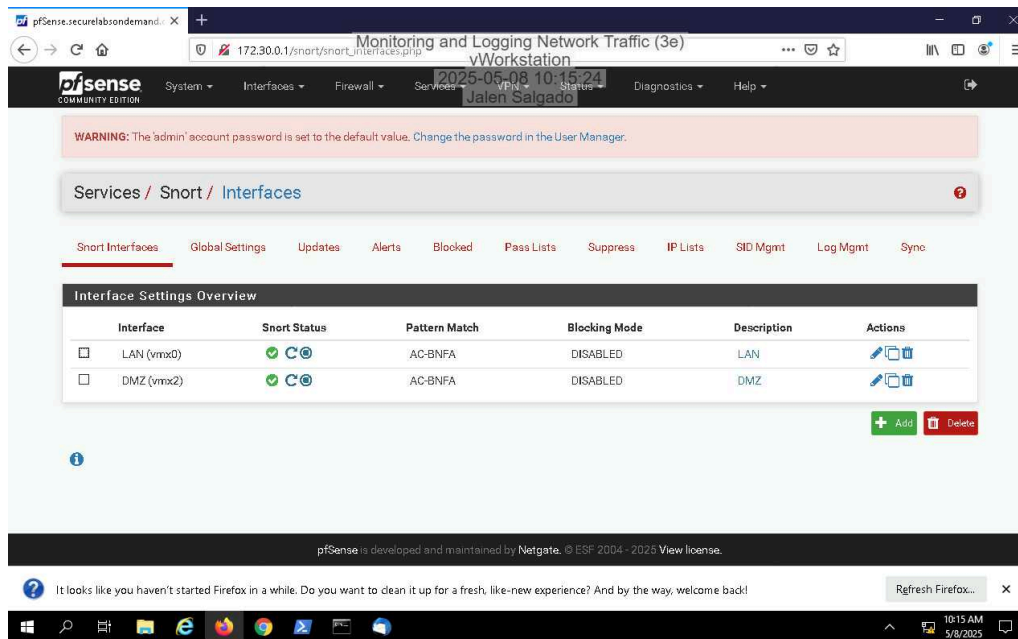 pfSense.securelabsondemand.c
172.30.0.1/snort/snort_interfaces.php
Monitoring and Logging Network Traffic (3e)
vWorkstation
2025-05-08 10:15:24
Jalen Salgado
pfsense
COMMUNITY EDITION
System
Interfaces
Firewall
Services
VPN
Status
Diagnostics
Help
WARNING: The 'admin' account password is set to the default value. Change the password in the User Manager.
Services / Snort / Interfaces
Snort Interfaces Global Settings Updates Alerts Blocked Pass Lists Suppress IP Lists SID Mgmt Log Mgmt Sync
Interface Settings Overview
Interface Snort Status Pattern Match Blocking Mode Description Actions
LAN (vmx0) AC-BNFA DISABLED LAN
DMZ (vmx2) AC-BNFA DISABLED DMZ
Add Delete
pfSense is developed and maintained by Netgate. © ESF 2004 - 2025 View license.
It looks like you haven't started Firefox in a while. Do you want to clean it up for a fresh, like-new experience? And by the way, welcome back! Refresh Firefox...
10:15 AM
5/8/2025